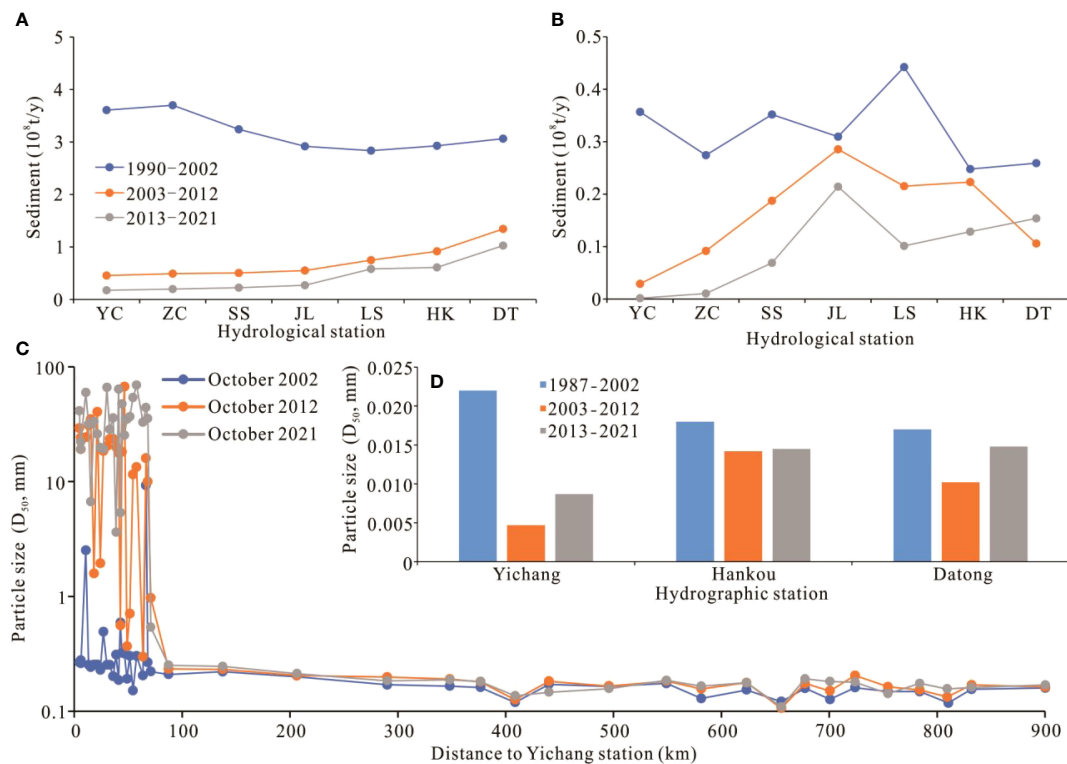 A
5
4
3
2
1
0
Sediment (10⁸t/y)
1990-2002
2003-2012
2013-2021
YC ZC SS JL LS HK DT
Hydrological station
B
0.5
0.4
0.3
0.2
0.1
0
Sediment (10⁸t/y)
YC ZC SS JL LS HK DT
Hydrological station
C
100
10
1
0.1
Particle size (D₅₀, mm)
October 2002
October 2012
October 2021
0 100 200 300 400 500 600 700 800 900
Distance to Yichang station (km)
D
0.025
0.020
0.015
0.010
0.005
0
Particle size (D₅₀, mm)
1987-2002
2003-2012
2013-2021
Yichang Hankou Datong
Hydrographic station